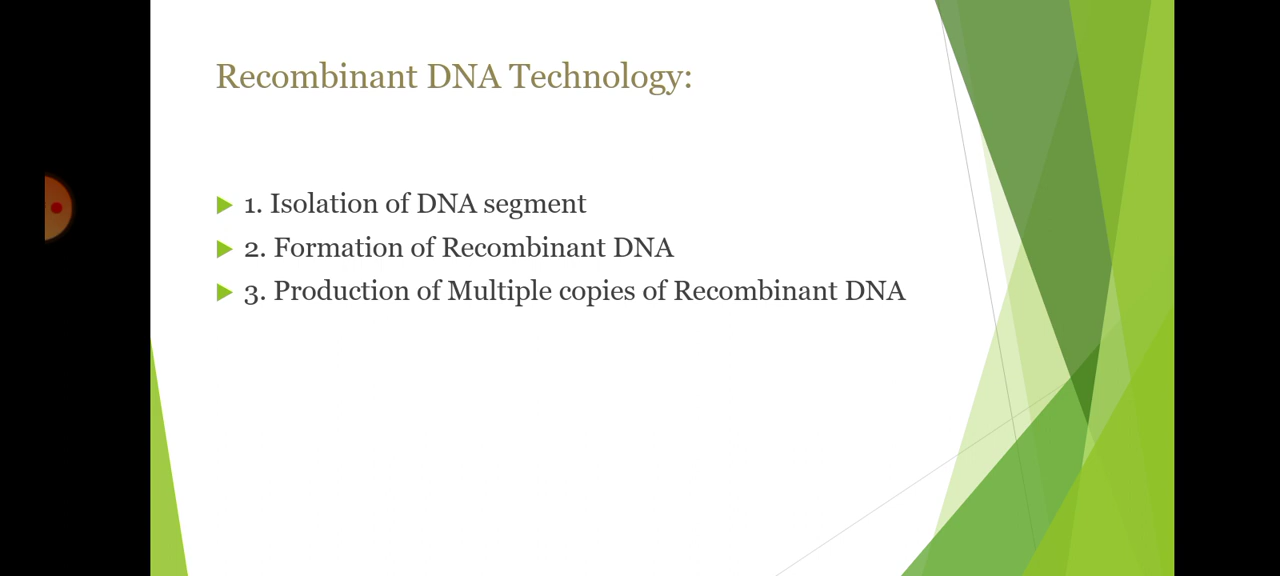 Recombinant DNA Technology:
1. Isolation of DNA segment
2. Formation of Recombinant DNA
3. Production of Multiple copies of Recombinant DNA